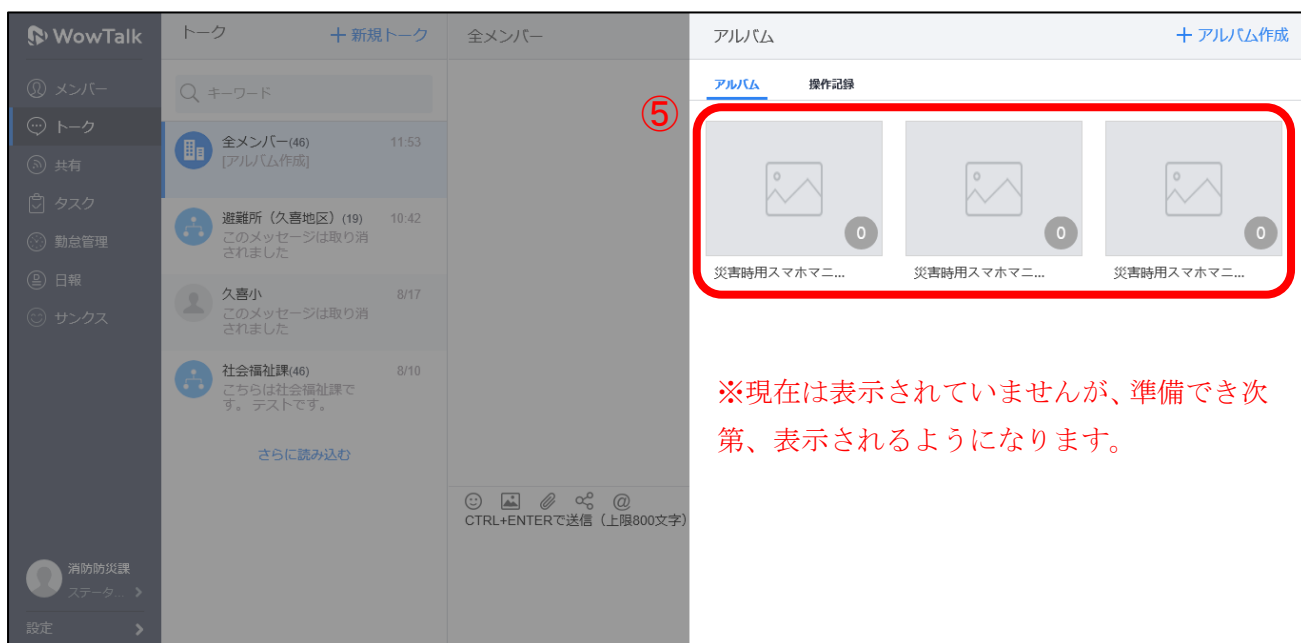 WowTalk
メンバー
トーク
共有
タスク
勤怠管理
日報
サンクス
消防防災課
ステータ...
設定
トーク
＋ 新規トーク
キーワード
全メンバー(46) 11:53
[アルバム作成]
避難所（久喜地区）(19) 10:42
このメッセージは取り消
されました
久喜小 8/17
このメッセージは取り消
されました
社会福祉課(46) 8/10
こちらは社会福祉課で
す。テストです。
さらに読み込む
全メンバー
CTRL+ENTERで送信（上限800文字）
アルバム
＋ アルバム作成
アルバム 操作記録
⑤
0 0 0
災害時用スマホマニ... 災害時用スマホマニ... 災害時用スマホマニ...
※現在は表示されていませんが、準備でき次
第、表示されるようになります。